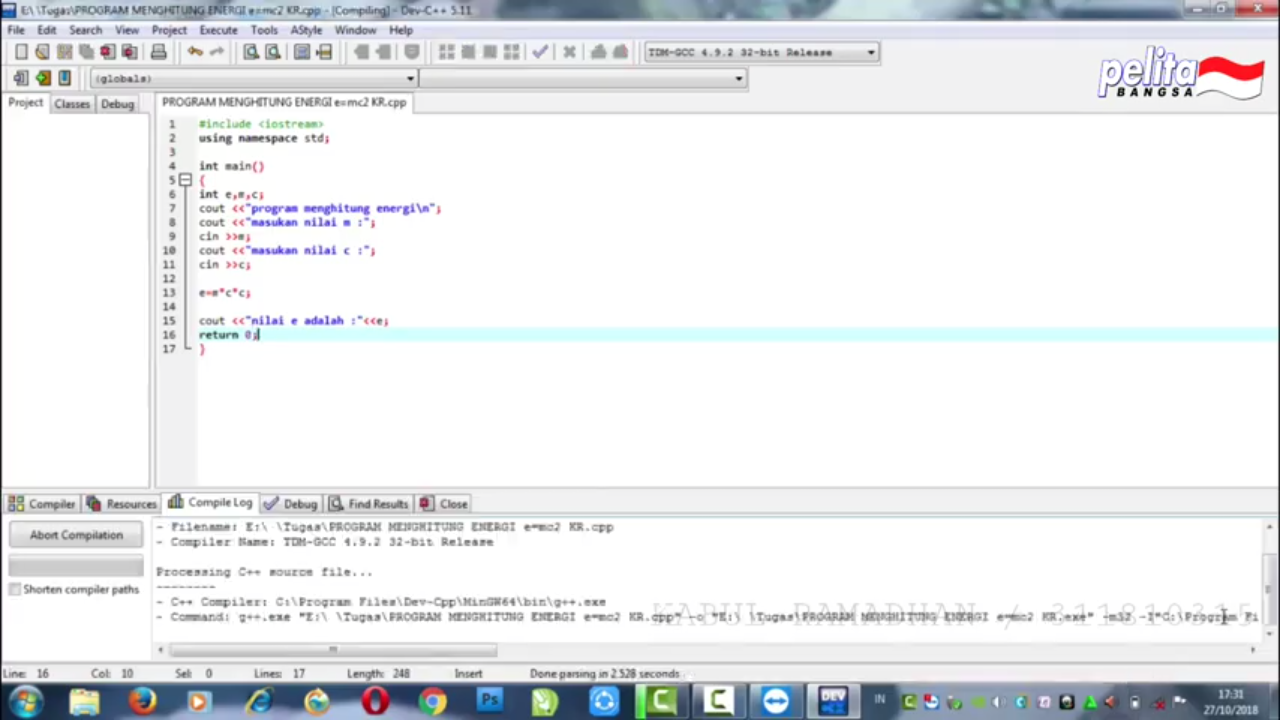 E:\ \Tugas\PROGRAM MENGHITUNG ENERGI e=mc2 KR.cpp - [Compiling] - Dev-C++ 5.11
File Edit Search View Project Execute Tools AStyle Window Help
TDM-GCC 4.9.2 32-bit Release
(globals)
pelita
BANGSA
Project Classes Debug
PROGRAM MENGHITUNG ENERGI e=mc2 KR.cpp
1 #include <iostream>
2 using namespace std;
3
4 int main()
5 {
6 int e,m,c;
7 cout <<"program menghitung energi\n";
8 cout <<"masukan nilai m :";
9 cin >>m;
10 cout <<"masukan nilai c :";
11 cin >>c;
12
13 e=m*c*c;
14
15 cout <<"nilai e adalah :"<<e;
16 return 0;
17 }
Compiler Resources Compile Log Debug Find Results Close
Abort Compilation
Shorten compiler paths
- Filename: E:\ \Tugas\PROGRAM MENGHITUNG ENERGI e=mc2 KR.cpp
- Compiler Name: TDM-GCC 4.9.2 32-bit Release
Processing C++ source file...
--------
- C++ Compiler: C:\Program Files\Dev-Cpp\MinGW64\bin\g++.exe
- Command: g++.exe "E:\ \Tugas\PROGRAM MENGHITUNG ENERGI e=mc2 KR.cpp" -o "E:\ \Tugas\PROGRAM MENGHITUNG ENERGI e=mc2 KR.exe" -m32 -I"C:\Program Fi
KABUL RAMADHAN / 311810315
Line: 16 Col: 10 Sel: 0 Lines: 17 Length: 248 Insert Done parsing in 2.528 seconds
Ps
DEV
IN
17:31
27/10/2018